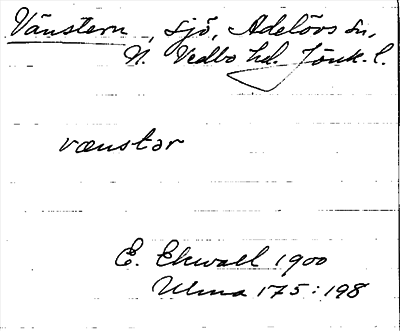 Vänstern, sjö, Adelövs sn,
N. Vedbo hd. Jönk. l.
vænstər
E. Ekwall 1900
Ulma 175:198